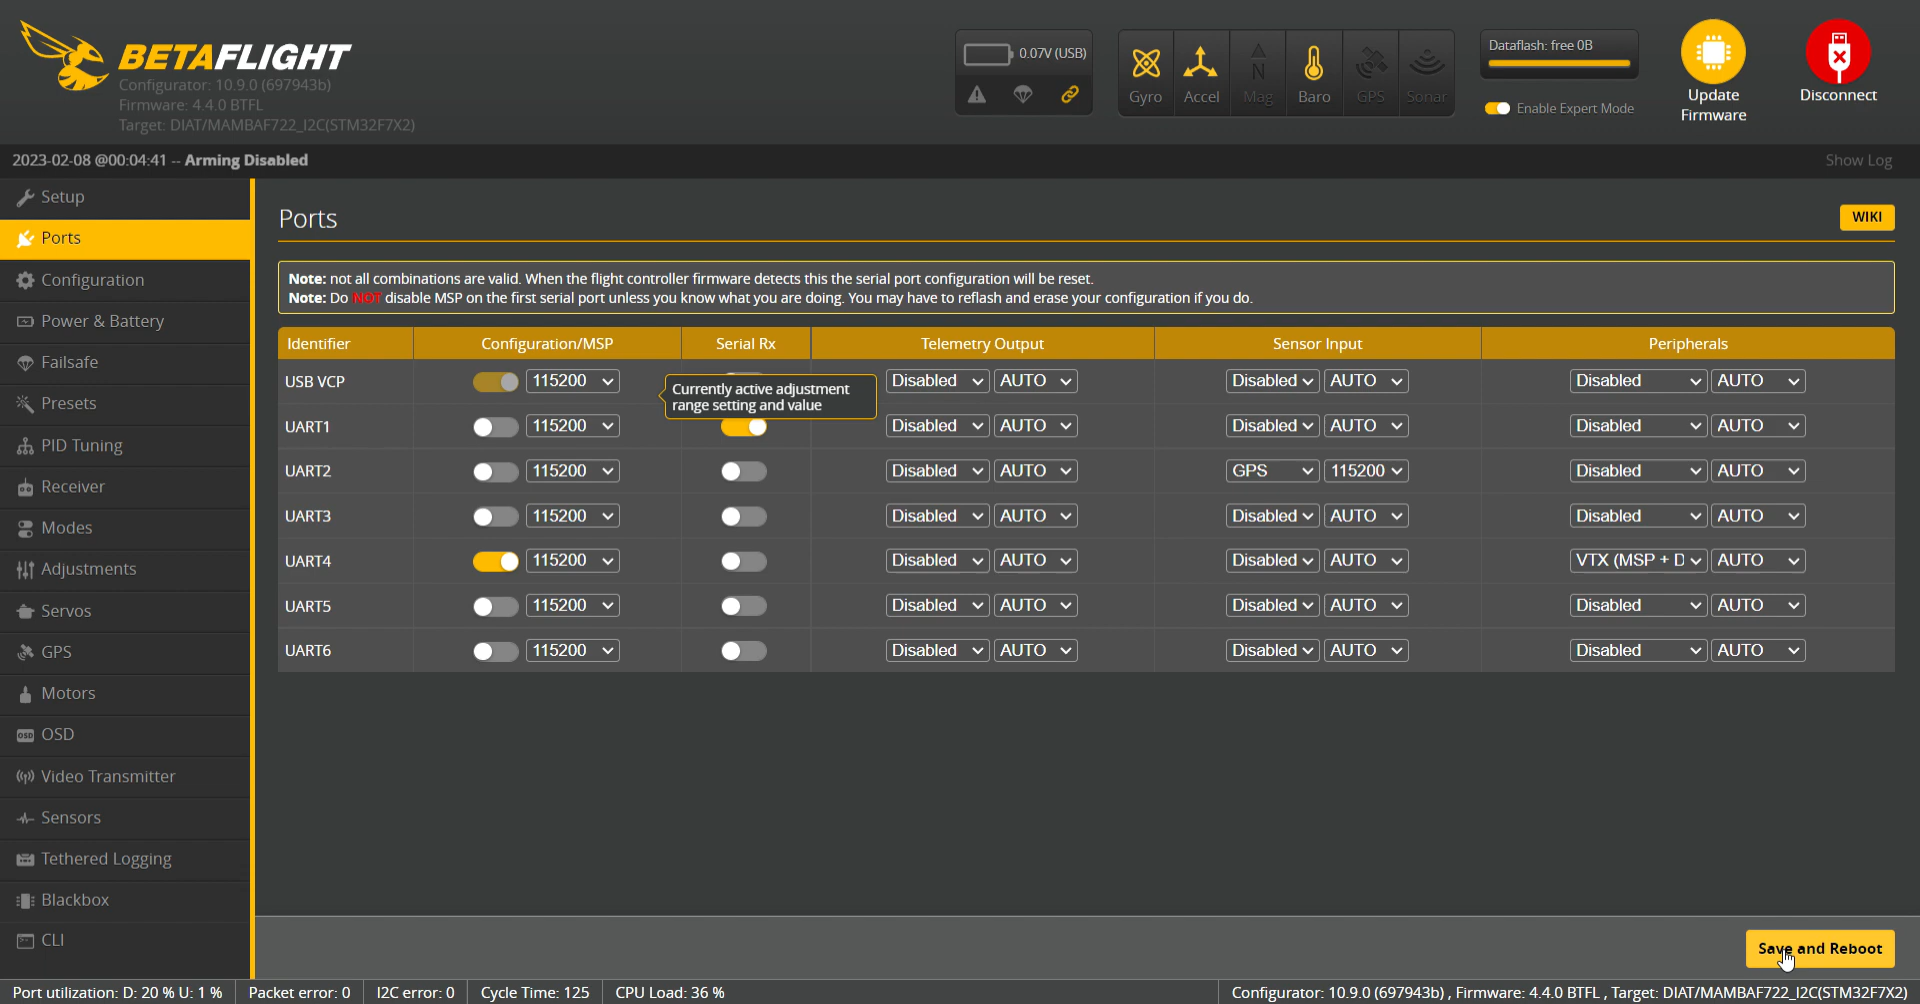 BETAFLIGHT
Configurator: 10.9.0 (697943b)
Firmware: 4.4.0 BTFL
Target: DIAT/MAMBAF722_I2C(STM32F7X2)
0.07V (USB)
Gyro
Accel
N
Mag
Baro
GPS
Sonar
Dataflash: free 0B
Enable Expert Mode
Update
Firmware
Disconnect
2023-02-08 @00:04:41 -- Arming Disabled
Show Log
Setup
Ports
Configuration
Power & Battery
Failsafe
Presets
PID Tuning
Receiver
Modes
Adjustments
Servos
GPS
Motors
OSD
Video Transmitter
Sensors
Tethered Logging
Blackbox
CLI
Ports
WIKI
Note: not all combinations are valid. When the flight controller firmware detects this the serial port configuration will be reset.
Note: Do NOT disable MSP on the first serial port unless you know what you are doing. You may have to reflash and erase your configuration if you do.
Identifier Configuration/MSP Serial Rx Telemetry Output Sensor Input Peripherals
USB VCP 115200 Disabled AUTO Disabled AUTO Disabled AUTO
Currently active adjustment
range setting and value
UART1 115200 Disabled AUTO Disabled AUTO Disabled AUTO
UART2 115200 Disabled AUTO GPS 115200 Disabled AUTO
UART3 115200 Disabled AUTO Disabled AUTO Disabled AUTO
UART4 115200 Disabled AUTO Disabled AUTO VTX (MSP + D AUTO
UART5 115200 Disabled AUTO Disabled AUTO Disabled AUTO
UART6 115200 Disabled AUTO Disabled AUTO Disabled AUTO
Save and Reboot
Port utilization: D: 20 % U: 1 % Packet error: 0 I2C error: 0 Cycle Time: 125 CPU Load: 36 % Configurator: 10.9.0 (697943b) , Firmware: 4.4.0 BTFL , Target: DIAT/MAMBAF722_I2C(STM32F7X2)